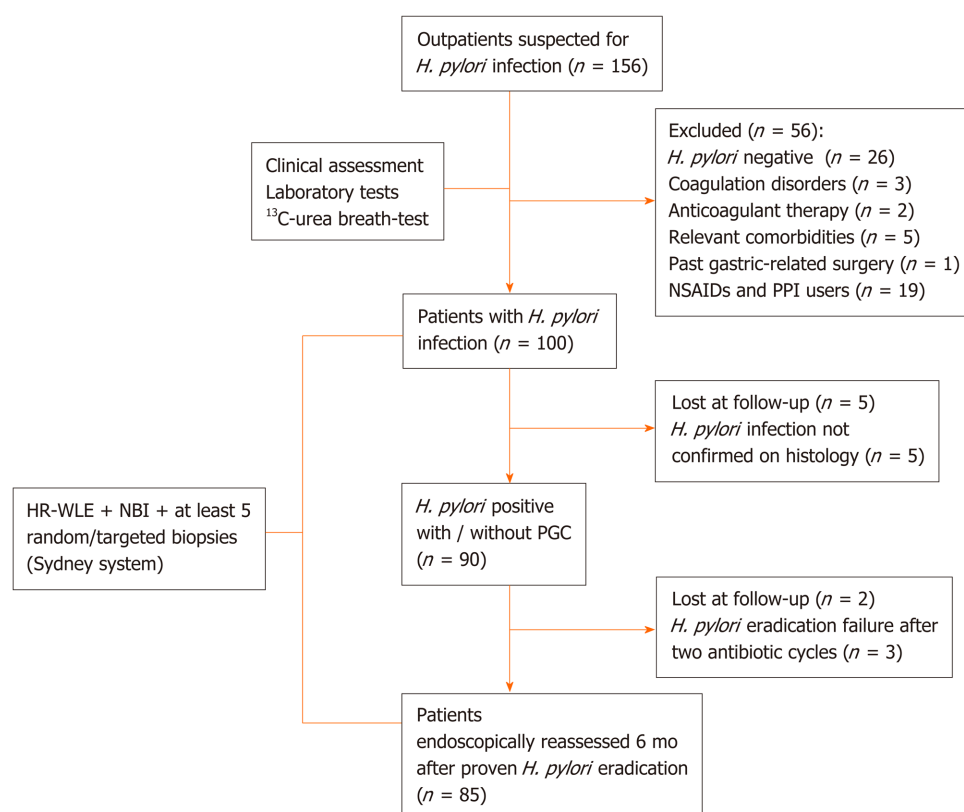 Outpatients suspected for
H. pylori infection (n = 156)
Excluded (n = 56):
H. pylori negative (n = 26)
Coagulation disorders (n = 3)
Anticoagulant therapy (n = 2)
Relevant comorbidities (n = 5)
Past gastric-related surgery (n = 1)
NSAIDs and PPI users (n = 19)
Clinical assessment
Laboratory tests
¹³C-urea breath-test
Patients with H. pylori
infection (n = 100)
Lost at follow-up (n = 5)
H. pylori infection not
confirmed on histology (n = 5)
HR-WLE + NBI + at least 5
random/targeted biopsies
(Sydney system)
H. pylori positive
with / without PGC
(n = 90)
Lost at follow-up (n = 2)
H. pylori eradication failure after
two antibiotic cycles (n = 3)
Patients
endoscopically reassessed 6 mo
after proven H. pylori eradication
(n = 85)